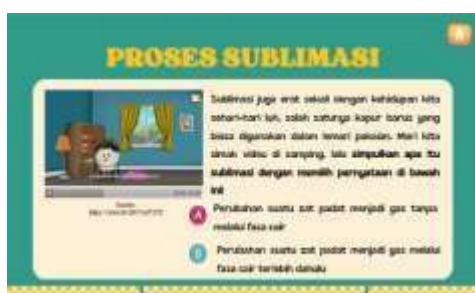 PROSES SUBLIMASI
Sublimasi juga erat sekali dengan kehidupan kita
sehari-hari loh, salah satunya kapur barus yang
biasa digunakan dalam lemari pakaian. Mari kita
simak video di samping, lalu simpulkan apa itu
sublimasi dengan memilih pernyataan di bawah
ini!
A Perubahan suatu zat padat menjadi gas tanpa
melalui fasa cair
B Perubahan suatu zat padat menjadi gas melalui
fasa cair terlebih dahulu